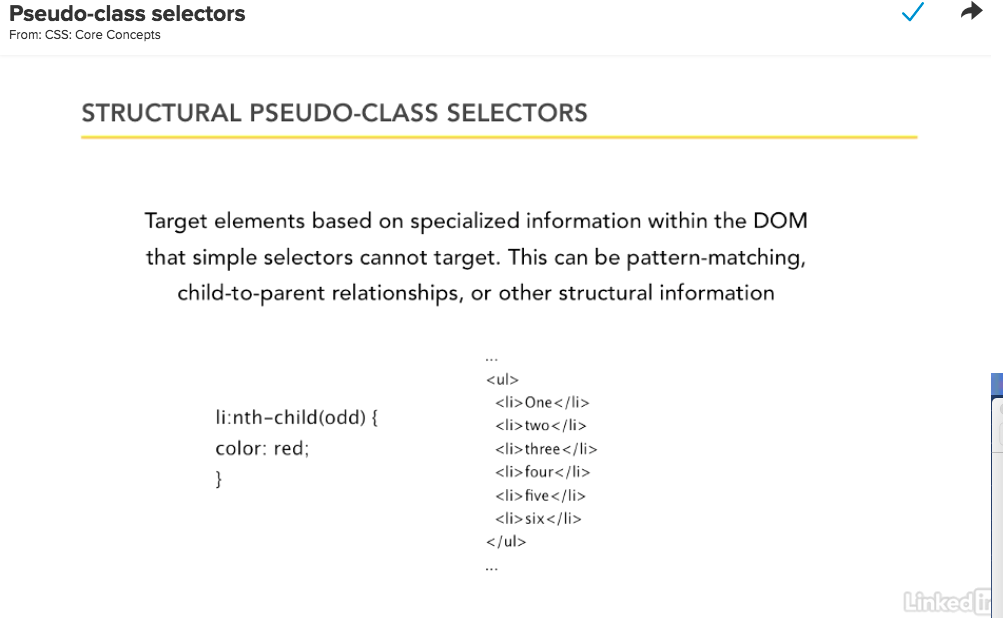 Pseudo-class selectors
From: CSS: Core Concepts
STRUCTURAL PSEUDO-CLASS SELECTORS
Target elements based on specialized information within the DOM
that simple selectors cannot target. This can be pattern-matching,
child-to-parent relationships, or other structural information
li:nth-child(odd) {
color: red;
}
...
<ul>
<li>One</li>
<li>two</li>
<li>three</li>
<li>four</li>
<li>five</li>
<li>six</li>
</ul>
...
Linked in